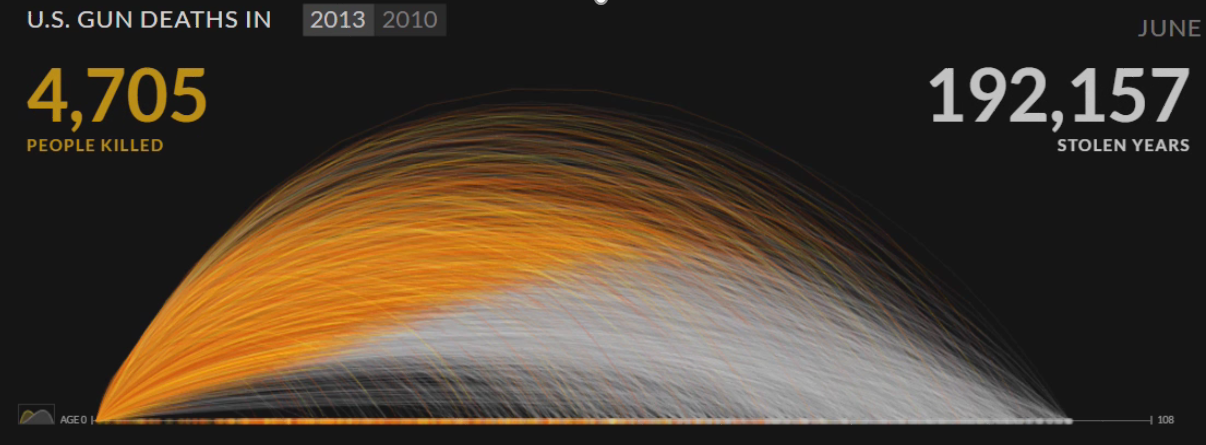 U.S. GUN DEATHS IN 2013 2010
JUNE
4,705
PEOPLE KILLED
192,157
STOLEN YEARS
AGE 0
108